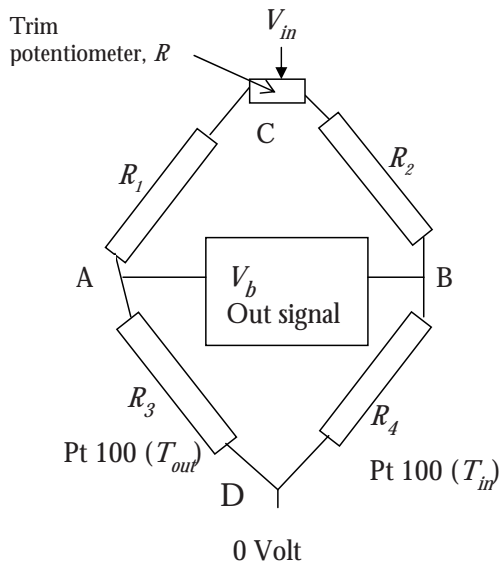 Trim
potentiometer, R
V_in
C
R_1
R_2
A
V_b
Out signal
B
R_3
R_4
Pt 100 (T_out)
Pt 100 (T_in)
D
0 Volt